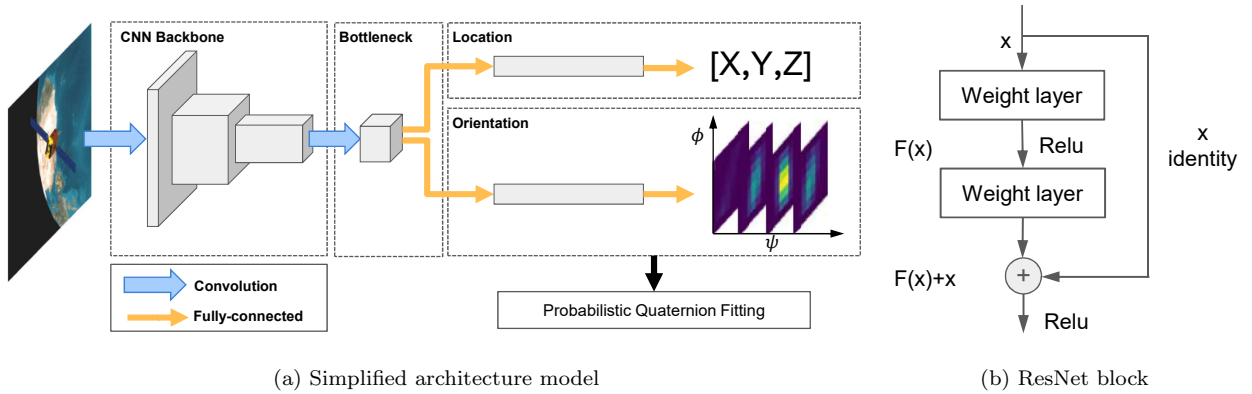 CNN Backbone
Bottleneck
Location
[X,Y,Z]
Orientation
ϕ
ψ
Convolution
Fully-connected
Probabilistic Quaternion Fitting
(a) Simplified architecture model
x
Weight layer
F(x)
Relu
x
identity
Weight layer
F(x)+x
+
Relu
(b) ResNet block